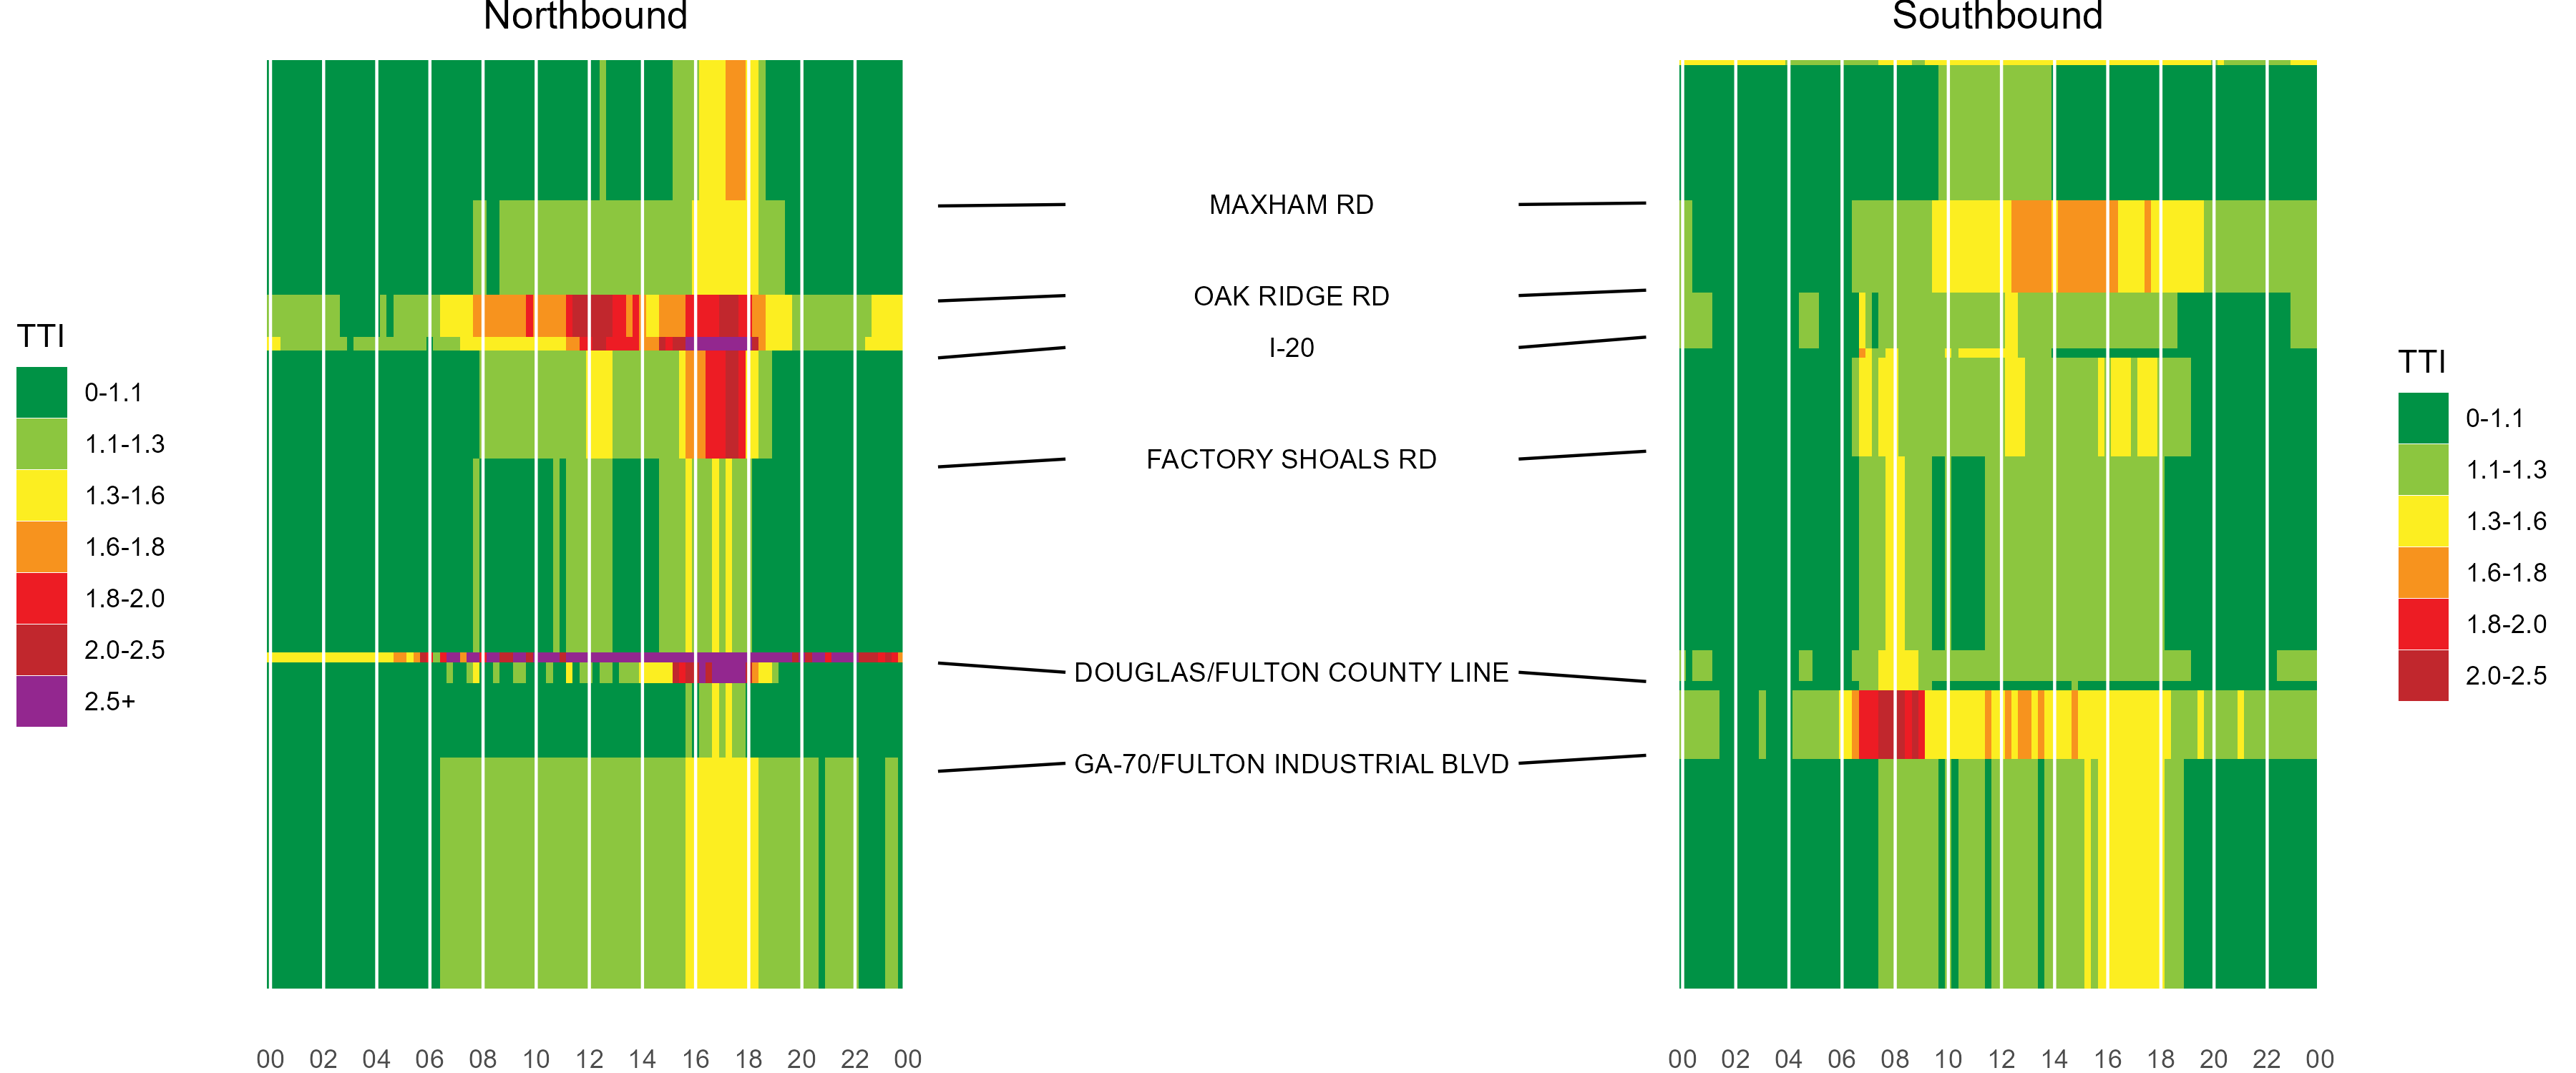 Northbound
Southbound
MAXHAM RD
OAK RIDGE RD
I-20
FACTORY SHOALS RD
DOUGLAS/FULTON COUNTY LINE
GA-70/FULTON INDUSTRIAL BLVD
TTI
0-1.1
1.1-1.3
1.3-1.6
1.6-1.8
1.8-2.0
2.0-2.5
2.5+
TTI
0-1.1
1.1-1.3
1.3-1.6
1.6-1.8
1.8-2.0
2.0-2.5
00 02 04 06 08 10 12 14 16 18 20 22 00
00 02 04 06 08 10 12 14 16 18 20 22 00